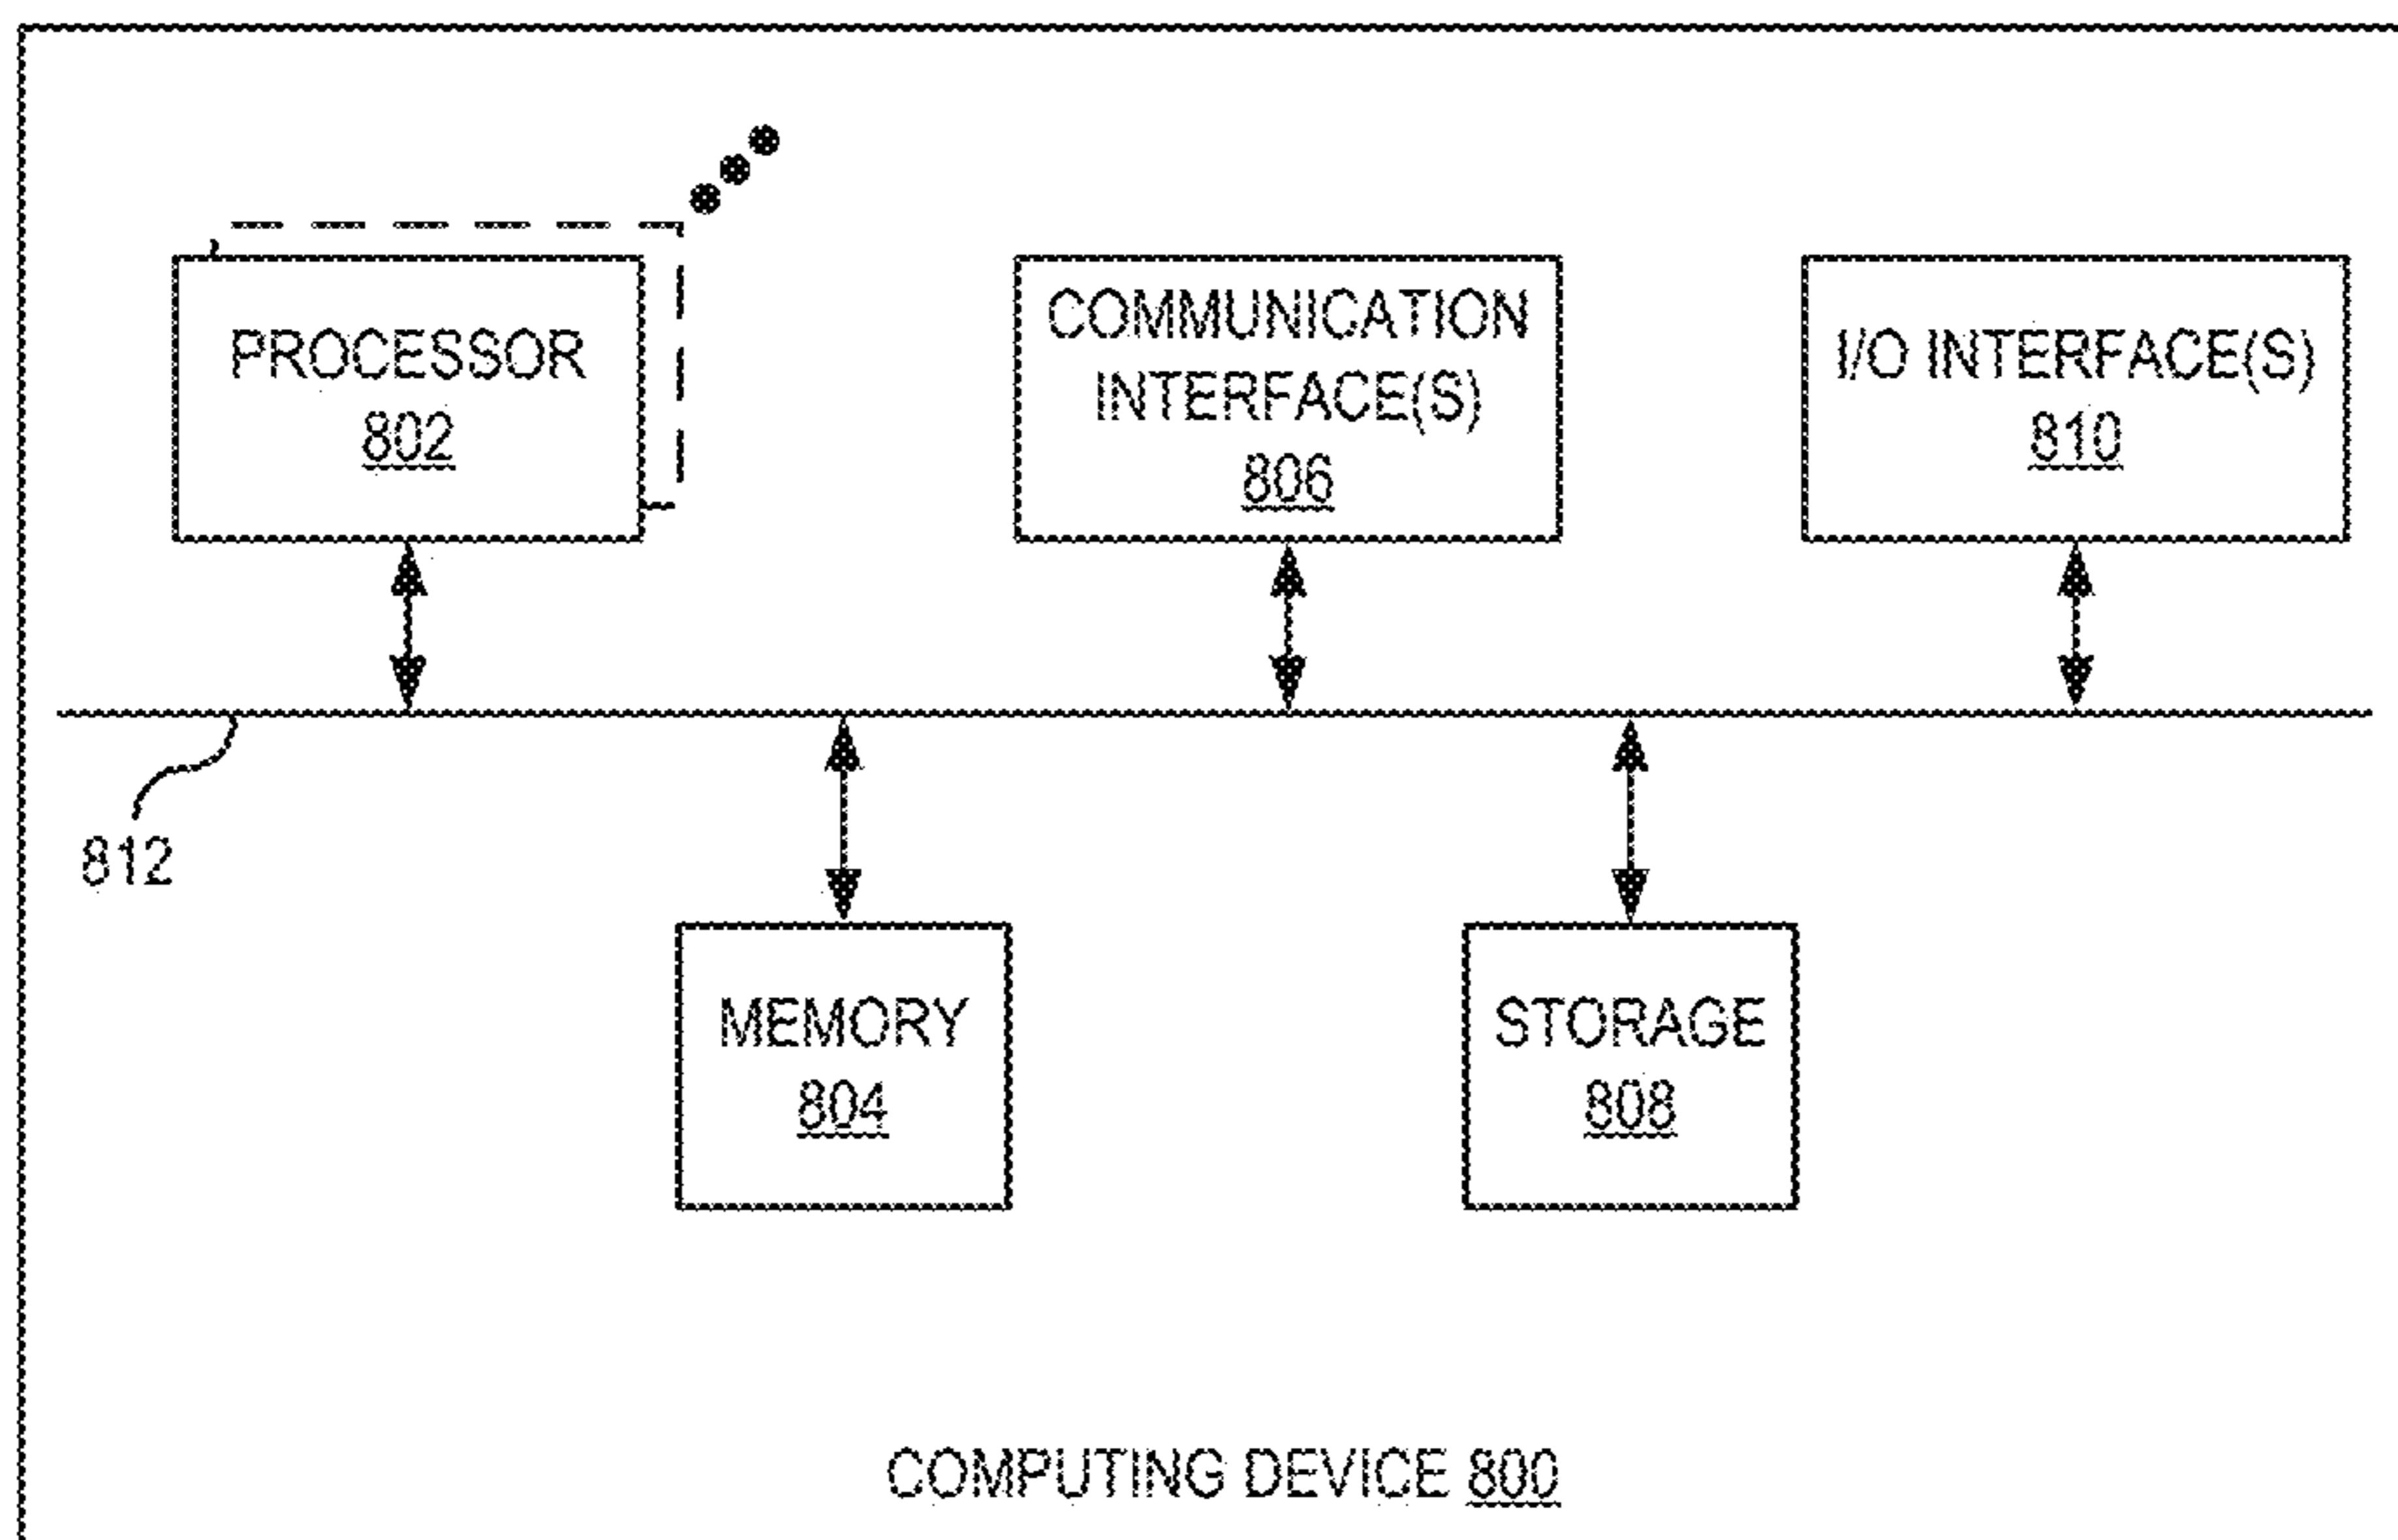 PROCESSOR
802
COMMUNICATION
INTERFACE(S)
806
I/O INTERFACE(S)
810
812
MEMORY
804
STORAGE
808
COMPUTING DEVICE 800